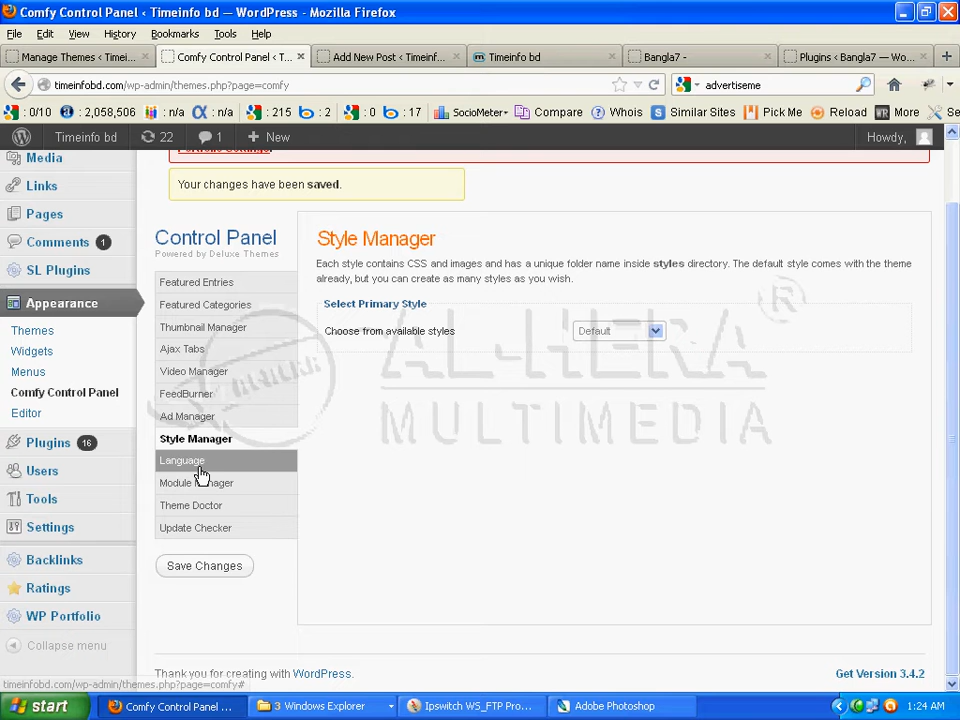 Comfy Control Panel ‹ Timeinfo bd — WordPress - Mozilla Firefox
File Edit View History Bookmarks Tools Help
Manage Themes ‹ Timei...
Comfy Control Panel ‹ T...
Add New Post ‹ Timeinf...
Timeinfo bd
Bangla7 -
Plugins ‹ Bangla7 — Wo...
timeinfobd.com/wp-admin/themes.php?page=comfy
advertiseme
: 0/10 : 2,058,506 : n/a : n/a : 215 : 2 : 0 : 17 SocioMeter Compare Whois Similar Sites Pick Me Reload More Se
Timeinfo bd 22 1 + New Howdy,
Portfolio Settings.
Your changes have been saved.
Media
Links
Pages
Comments 1
SL Plugins
Appearance
Themes
Widgets
Menus
Comfy Control Panel
Editor
Plugins 16
Users
Tools
Settings
Backlinks
Ratings
WP Portfolio
Collapse menu
Control Panel
Powered by Deluxe Themes
Featured Entries
Featured Categories
Thumbnail Manager
Ajax Tabs
Video Manager
FeedBurner
Ad Manager
Style Manager
Language
Module Manager
Theme Doctor
Update Checker
Save Changes
Style Manager
Each style contains CSS and images and has a unique folder name inside styles directory. The default style comes with the theme
already, but you can create as many styles as you wish.
Select Primary Style
Choose from available styles Default
AL-HERA ®
MULTIMEDIA
Thank you for creating with WordPress. Get Version 3.4.2
timeinfobd.com/wp-admin/themes.php?page=comfy#
start
Comfy Control Panel ...
3 Windows Explorer
Ipswitch WS_FTP Pro...
Adobe Photoshop
1:24 AM